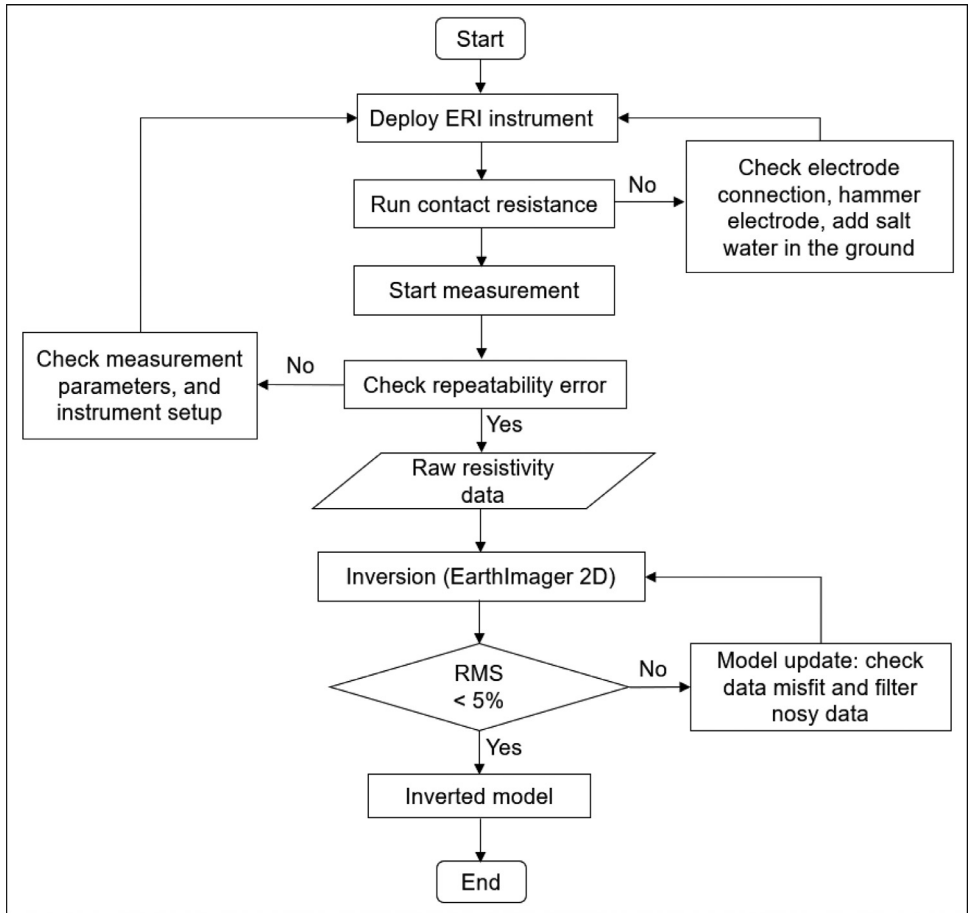 Start
Deploy ERI instrument
Run contact resistance
No
Check electrode
connection, hammer
electrode, add salt
water in the ground
Start measurement
Check repeatability error
No
Check measurement
parameters, and
instrument setup
Yes
Raw resistivity
data
Inversion (EarthImager 2D)
RMS
< 5%
No
Model update: check
data misfit and filter
nosy data
Yes
Inverted model
End